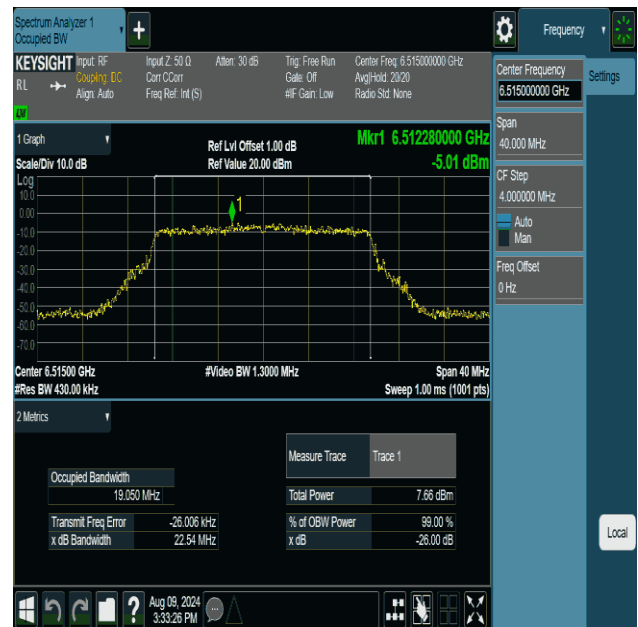 Spectrum Analyzer 1
Occupied BW
Frequency
KEYSIGHT Input: RF Input Z: 50 Ω Atten: 30 dB Trig: Free Run Center Freq: 6.515000000 GHz
RL Coupling: DC Corr CCorr Gate: Off Avg|Hold: 20/20
Align: Auto Freq Ref: Int (S) #IF Gain: Low Radio Std: None
1 Graph
Ref Lvl Offset 1.00 dB
Mkr1 6.512280000 GHz
Scale/Div 10.0 dB
Ref Value 20.00 dBm
-5.01 dBm
Log
10.0
0.00
-10.0
-20.0
-30.0
-40.0
-50.0
-60.0
-70.0
1
Center 6.51500 GHz
#Video BW 1.3000 MHz
Span 40 MHz
#Res BW 430.00 kHz
Sweep 1.00 ms (1001 pts)
2 Metrics
Measure Trace Trace 1
Occupied Bandwidth
19.050 MHz
Total Power 7.66 dBm
Transmit Freq Error -26.006 kHz
% of OBW Power 99.00 %
x dB Bandwidth 22.54 MHz
x dB -26.00 dB
Center Frequency
6.515000000 GHz
Settings
Span
40.000 MHz
CF Step
4.000000 MHz
Auto
Man
Freq Offset
0 Hz
Local
Aug 09, 2024
3:33:26 PM